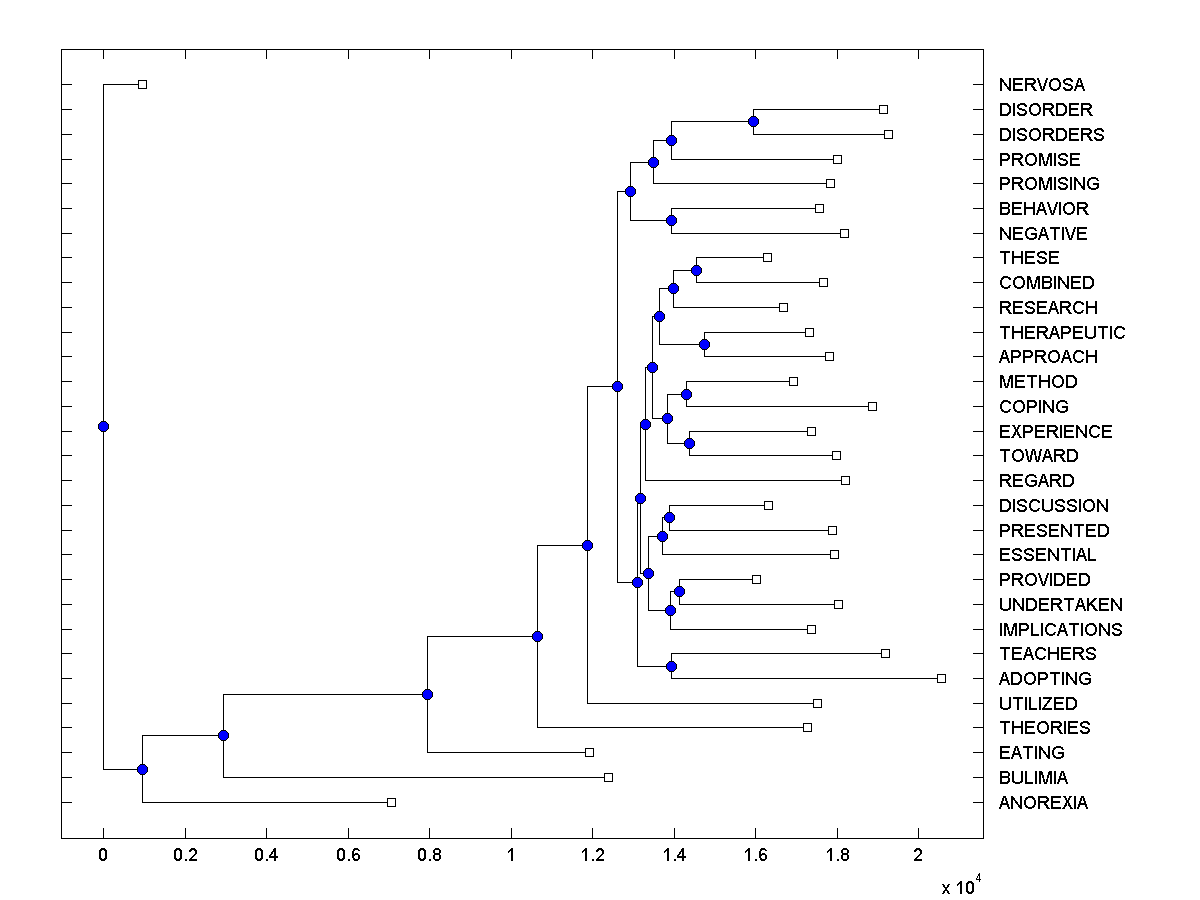 NERVOSA
DISORDER
DISORDERS
PROMISE
PROMISING
BEHAVIOR
NEGATIVE
THESE
COMBINED
RESEARCH
THERAPEUTIC
APPROACH
METHOD
COPING
EXPERIENCE
TOWARD
REGARD
DISCUSSION
PRESENTED
ESSENTIAL
PROVIDED
UNDERTAKEN
IMPLICATIONS
TEACHERS
ADOPTING
UTILIZED
THEORIES
EATING
BULIMIA
ANOREXIA
0 0.2 0.4 0.6 0.8 1 1.2 1.4 1.6 1.8 2
x 10^4